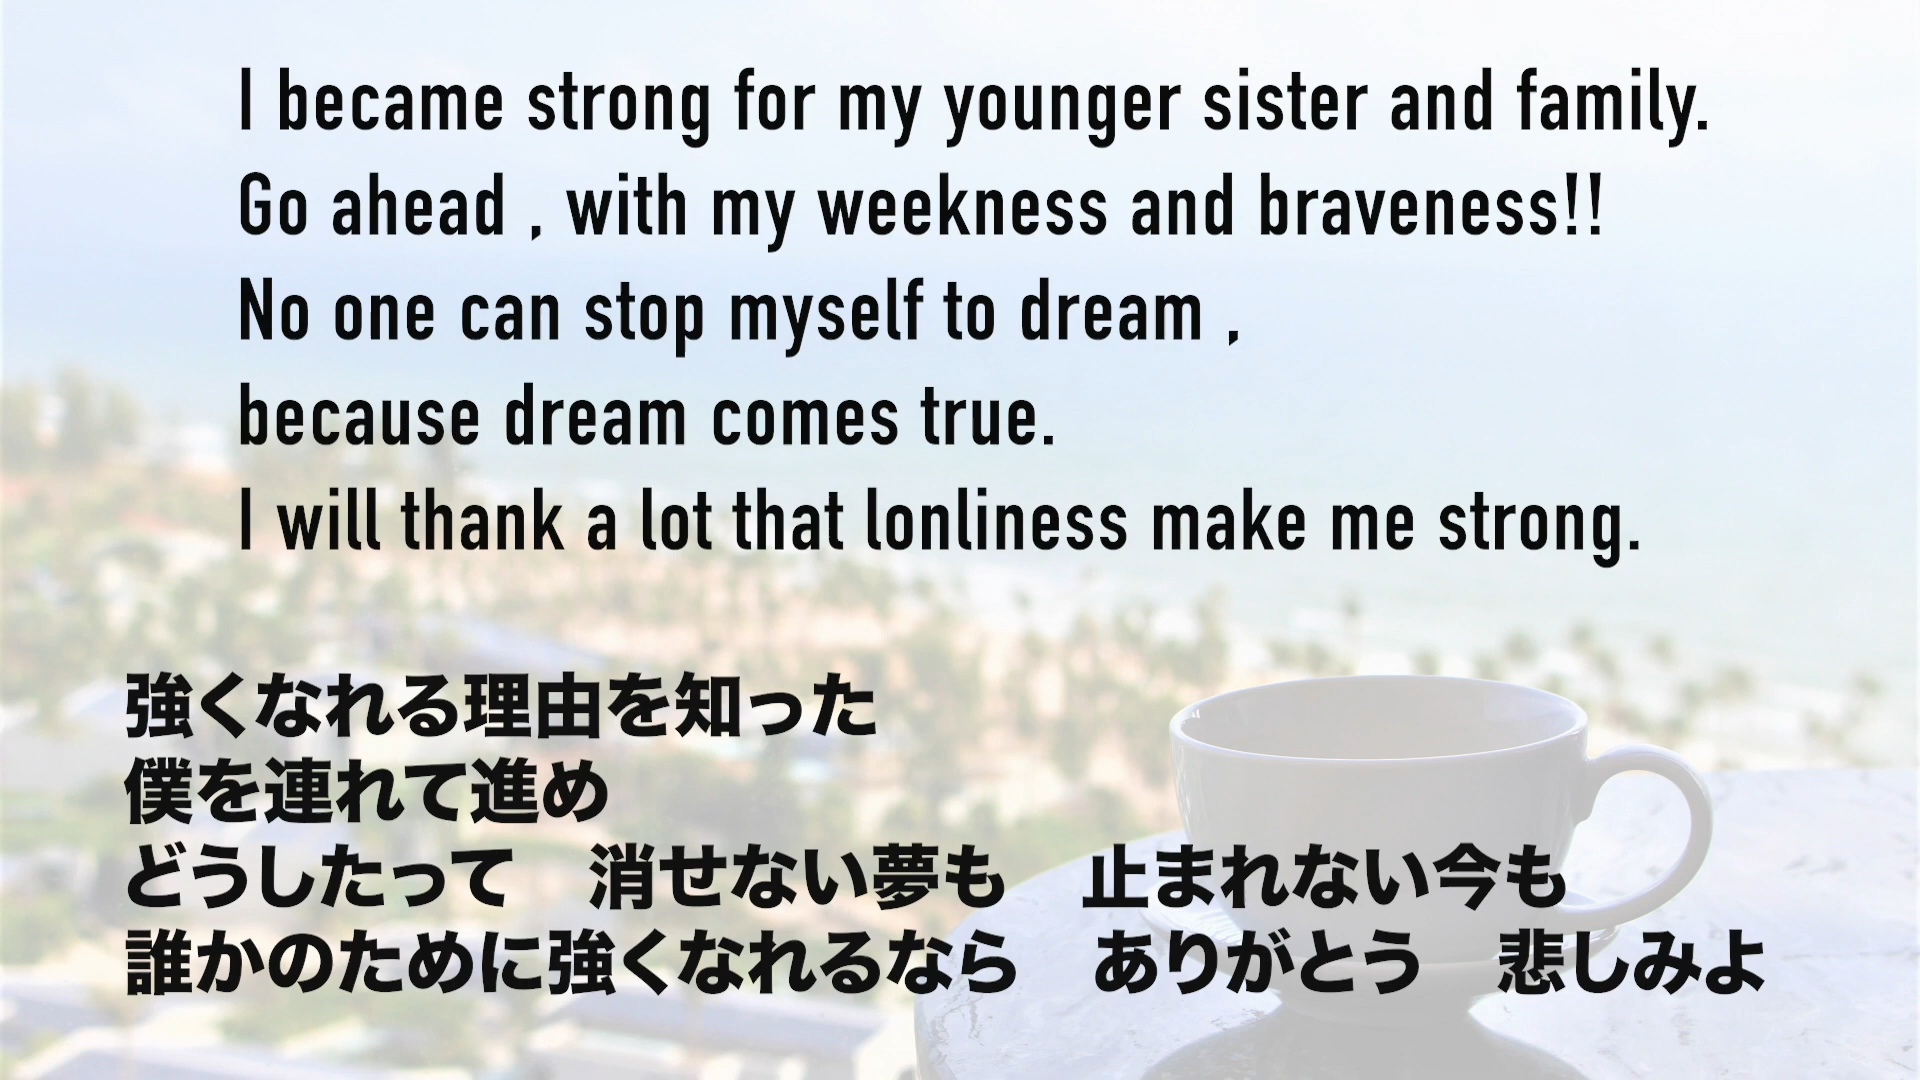 I became strong for my younger sister and family.
Go ahead , with my weekness and braveness!!
No one can stop myself to dream ,
because dream comes true.
I will thank a lot that lonliness make me strong.
強くなれる理由を知った
僕を連れて進め
どうしたって　消せない夢も　止まれない今も
誰かのために強くなれるなら　ありがとう　悲しみよ